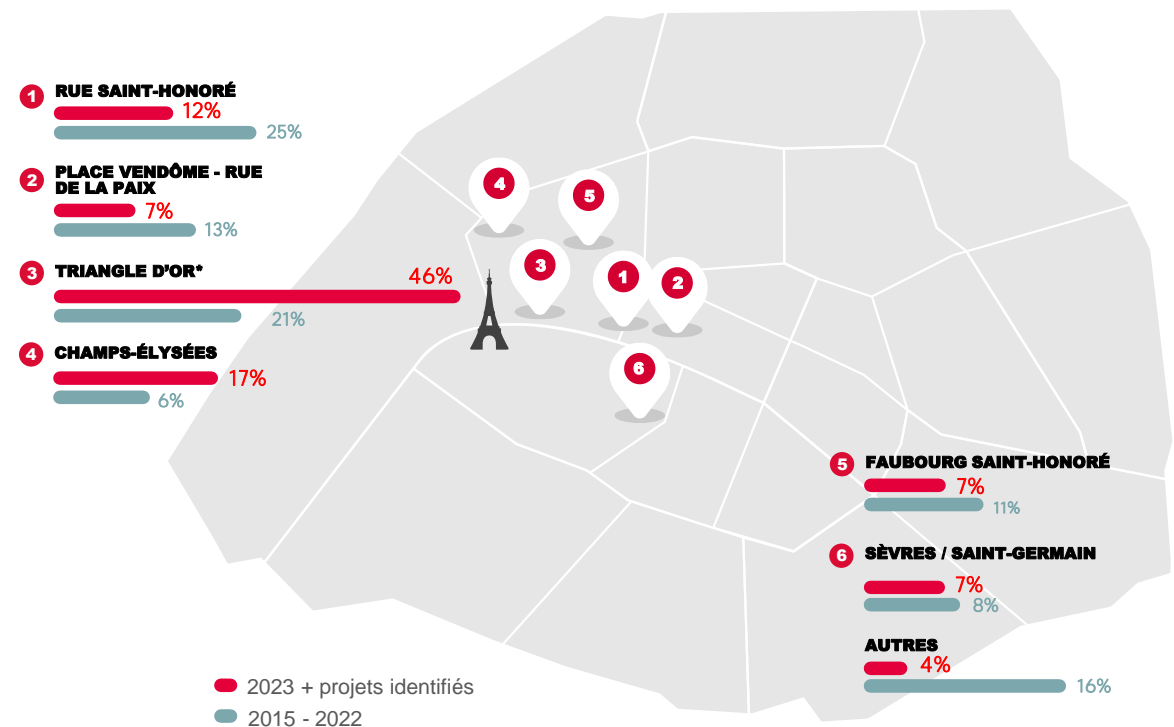 1 RUE SAINT-HONORÉ
12%
25%
2 PLACE VENDÔME - RUE
DE LA PAIX
7%
13%
3 TRIANGLE D'OR*
46%
21%
4 CHAMPS-ÉLYSÉES
17%
6%
4
5
3
1
2
6
5 FAUBOURG SAINT-HONORÉ
7%
11%
6 SÈVRES / SAINT-GERMAIN
7%
8%
AUTRES
4%
16%
2023 + projets identifiés
2015 - 2022